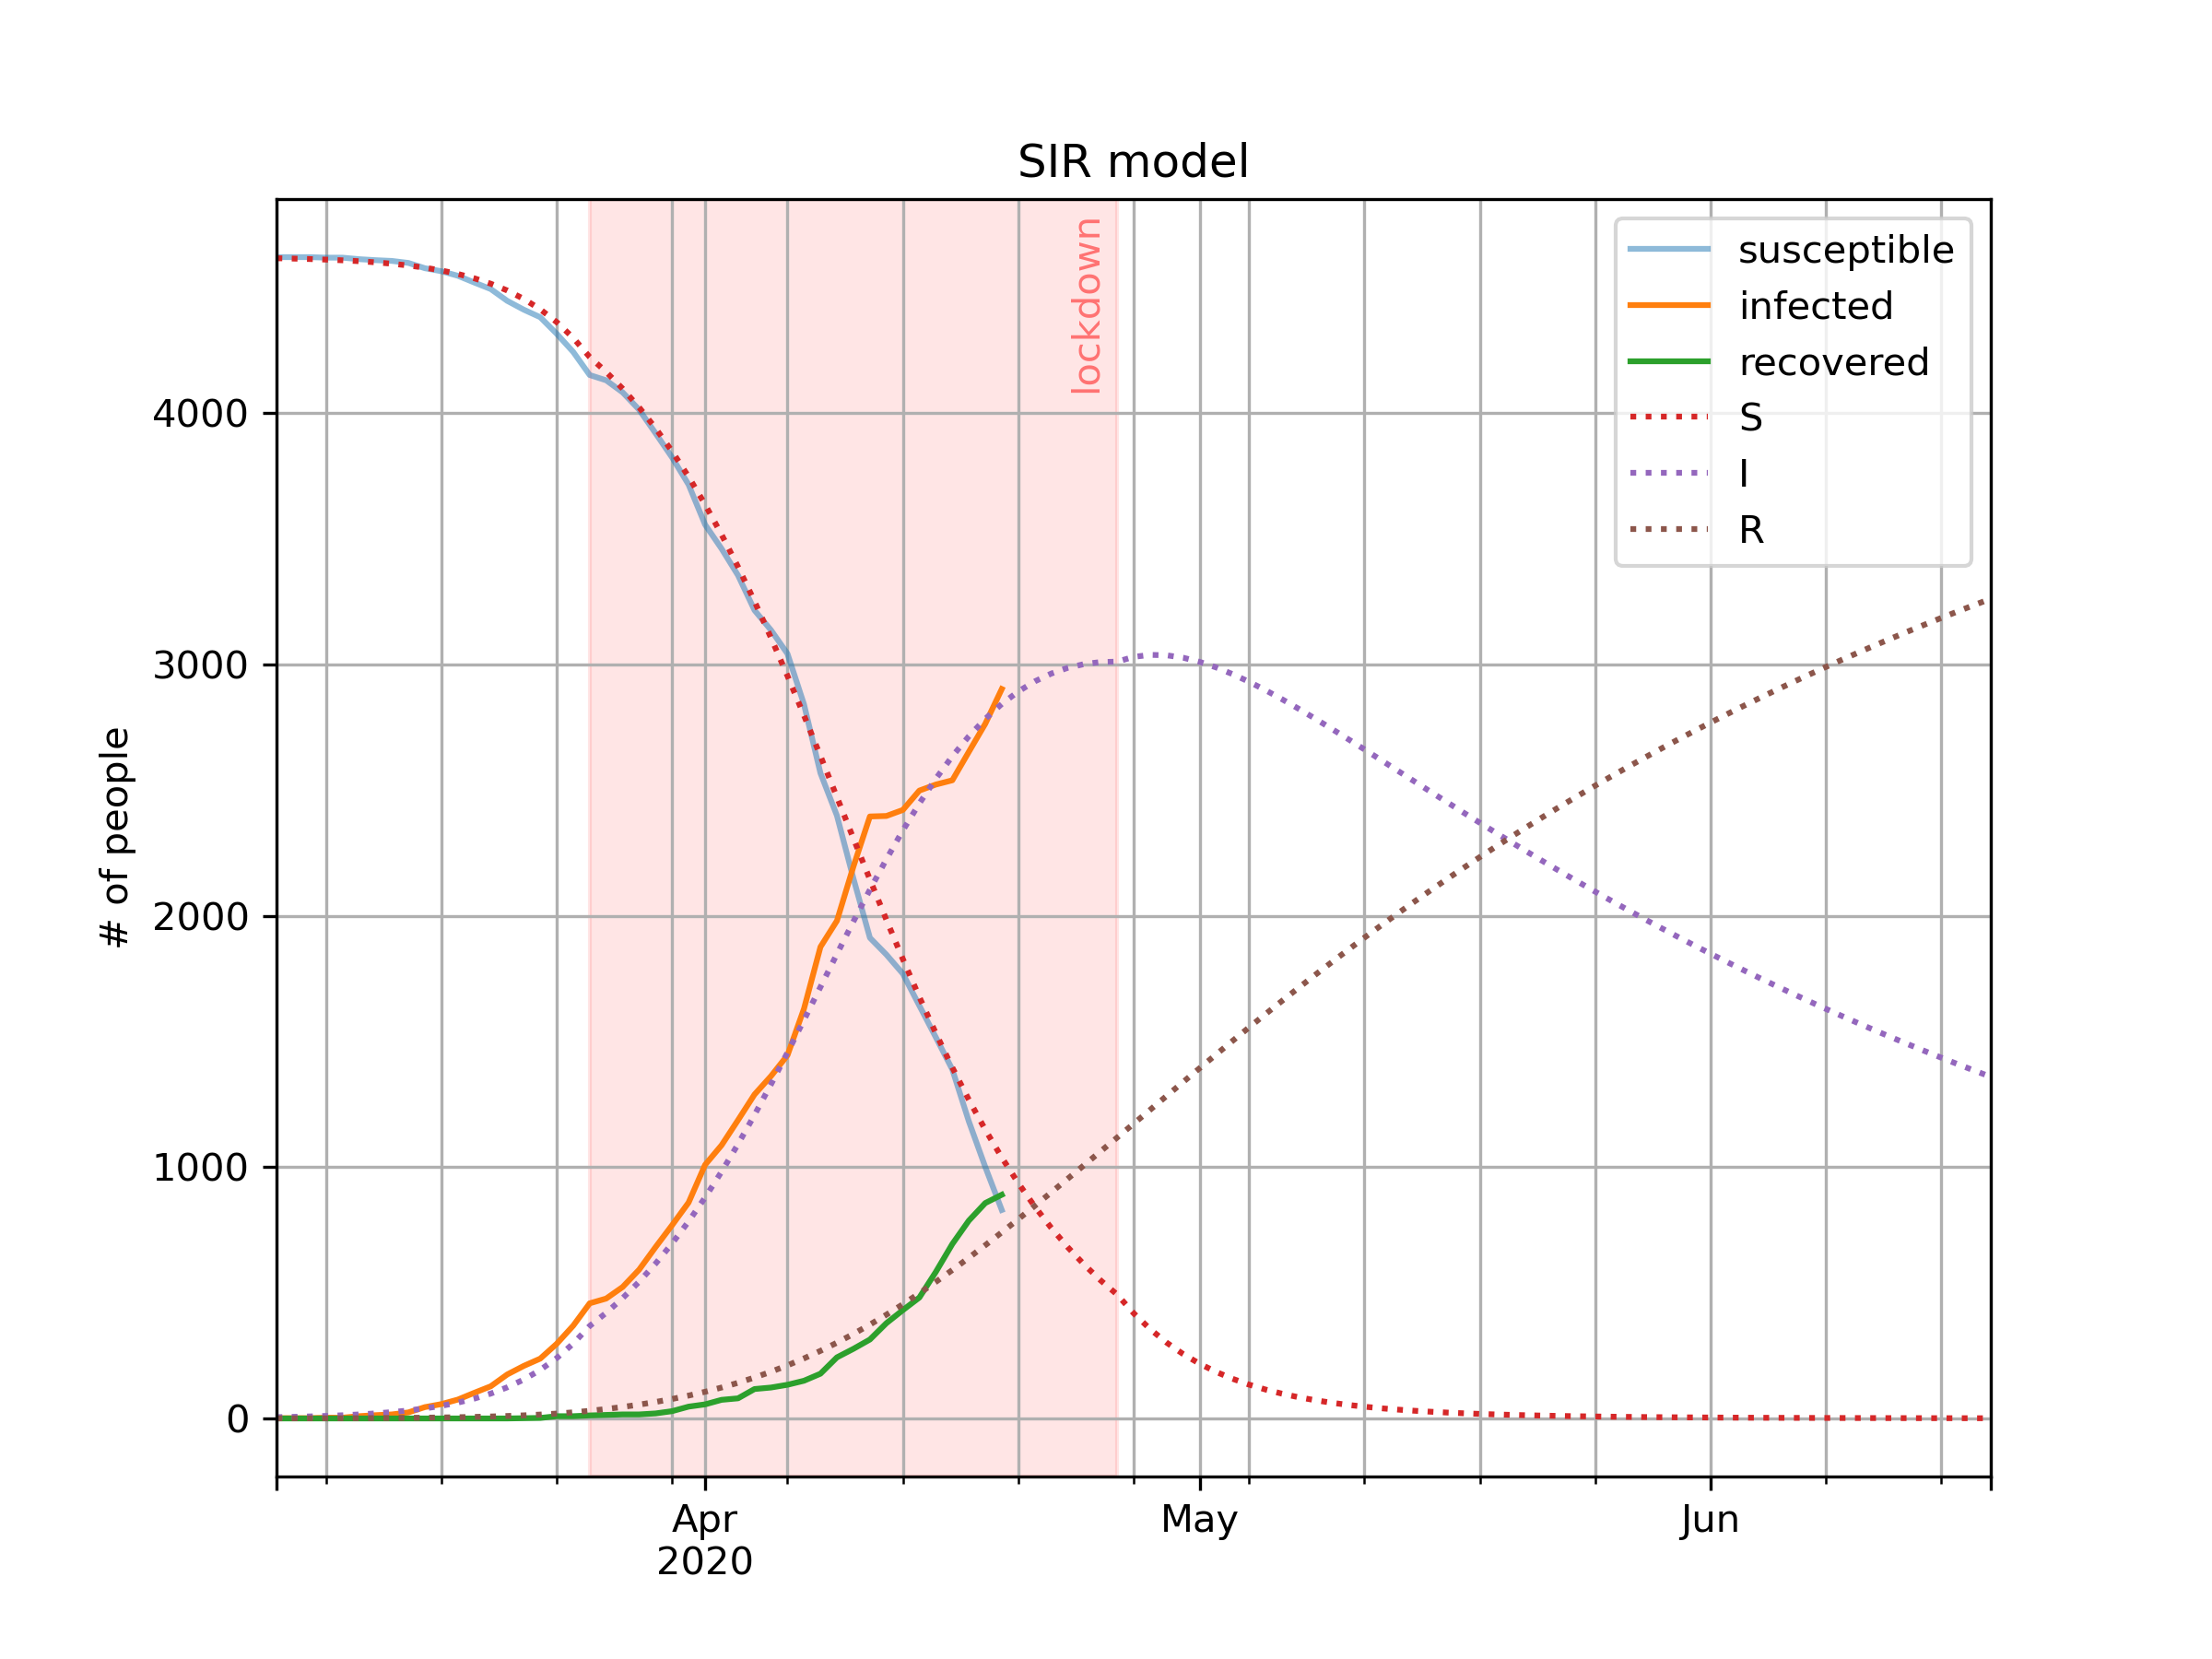 SIR model
lockdown
susceptible
infected
recovered
S
I
R
# of people
4000
3000
2000
1000
0
Apr
2020
May
Jun